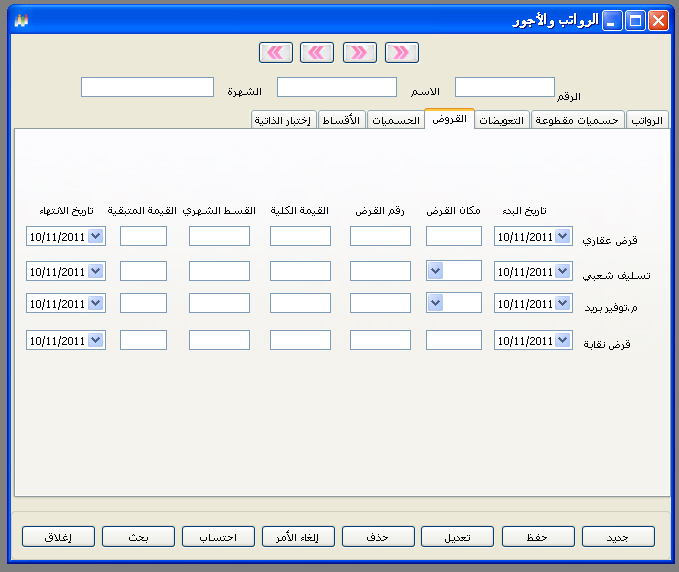 الرواتب والأجور
الرقم الاسم الشهرة
الرواتب حسميات مقطوعة التعويضات القروض الحسميات الأقساط إختبار الذاتية
تاريخ البدء مكان القرض رقم القرض القيمة الكلية القسط الشهري القيمة المتبقية تاريخ الانتهاء
قرض عقاري 10/11/2011 10/11/2011
تسليف شعبي 10/11/2011 10/11/2011
م.توفير بريد 10/11/2011 10/11/2011
قرض نقابة 10/11/2011 10/11/2011
جديد حفظ تعديل حذف إلغاء الأمر احتساب بحث إغلاق